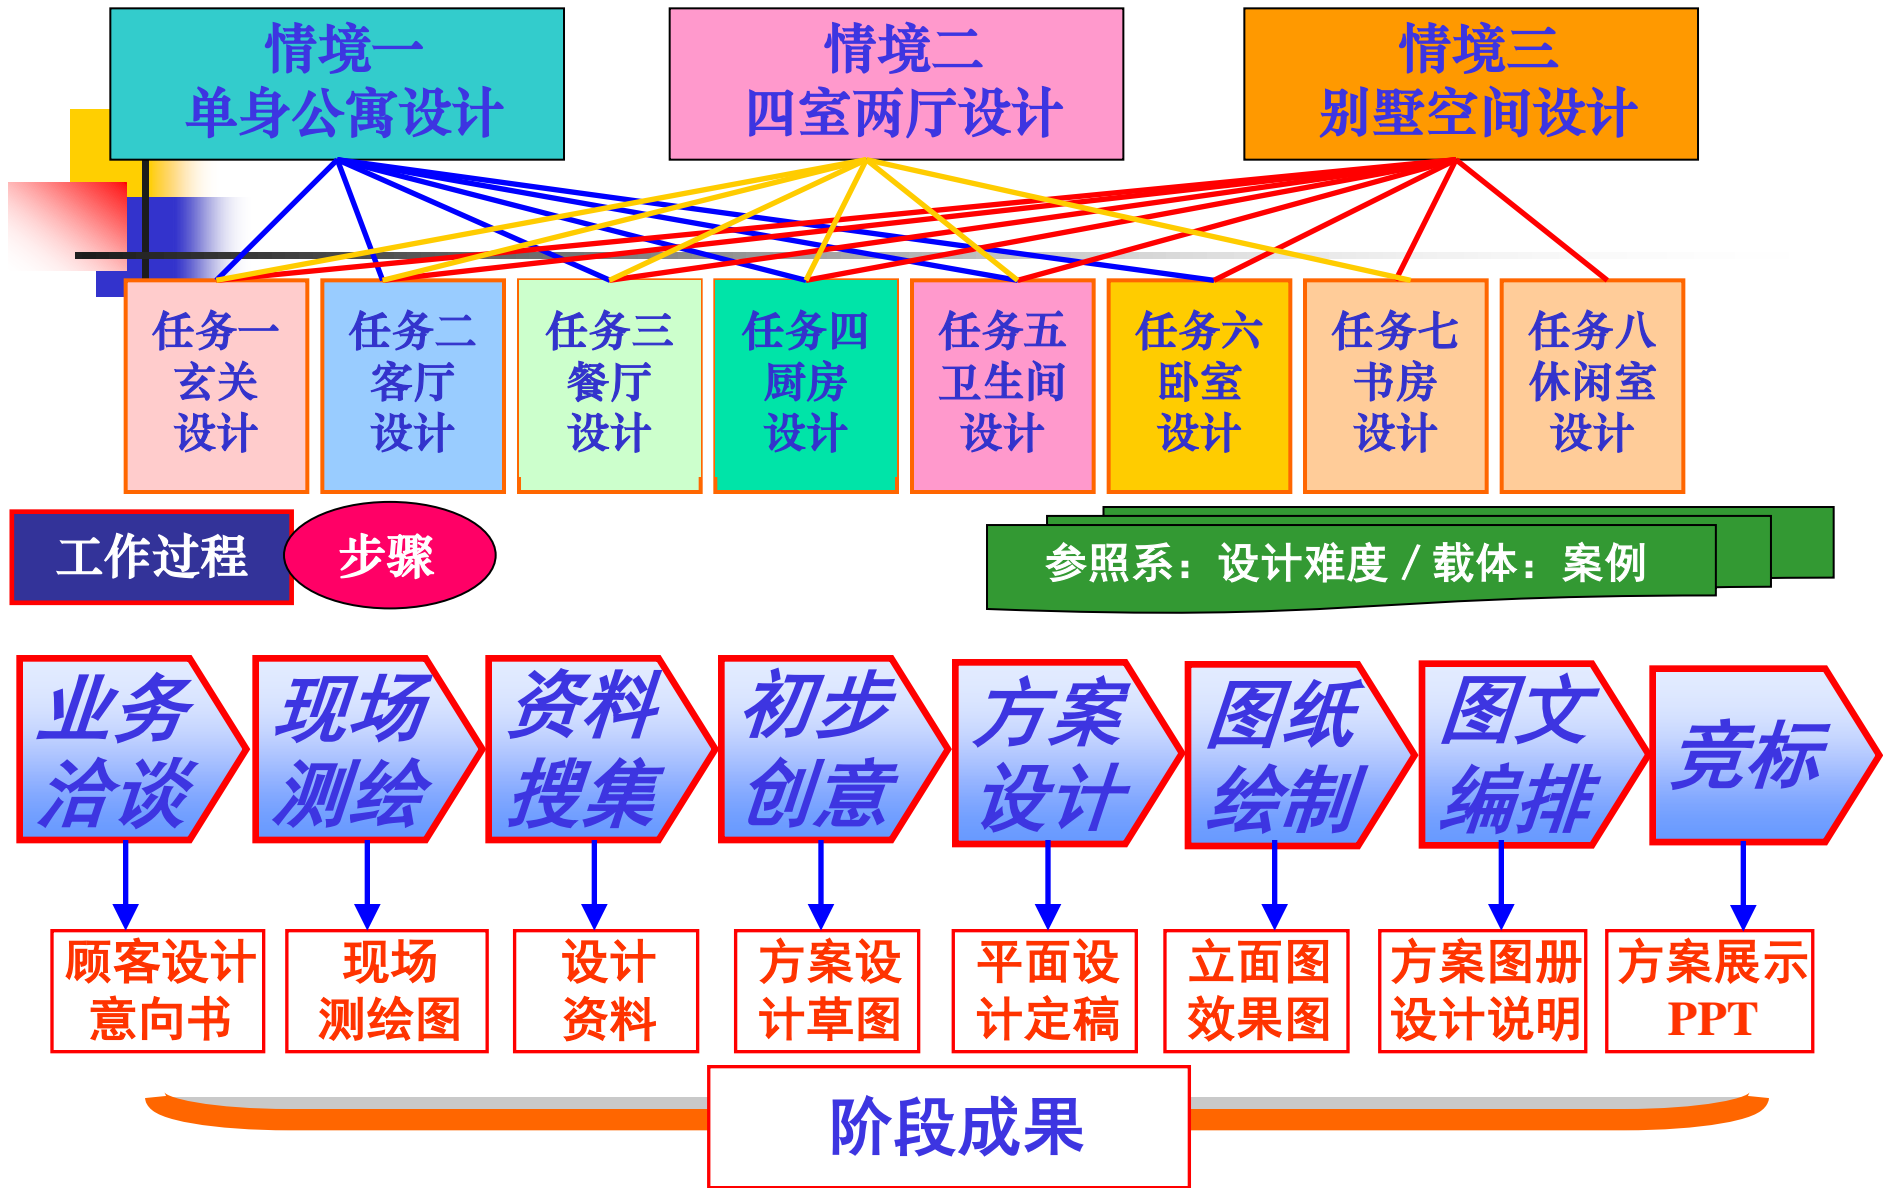 情境一
单身公寓设计
情境二
四室两厅设计
情境三
别墅空间设计
任务一
玄关
设计
任务二
客厅
设计
任务三
餐厅
设计
任务四
厨房
设计
任务五
卫生间
设计
任务六
卧室
设计
任务七
书房
设计
任务八
休闲室
设计
工作过程
步骤
参照系：设计难度 / 载体：案例
业务
洽谈
现场
测绘
资料
搜集
初步
创意
方案
设计
图纸
绘制
图文
编排
竞标
顾客设计
意向书
现场
测绘图
设计
资料
方案设
计草图
平面设
计定稿
立面图
效果图
方案图册
设计说明
方案展示
PPT
阶段成果